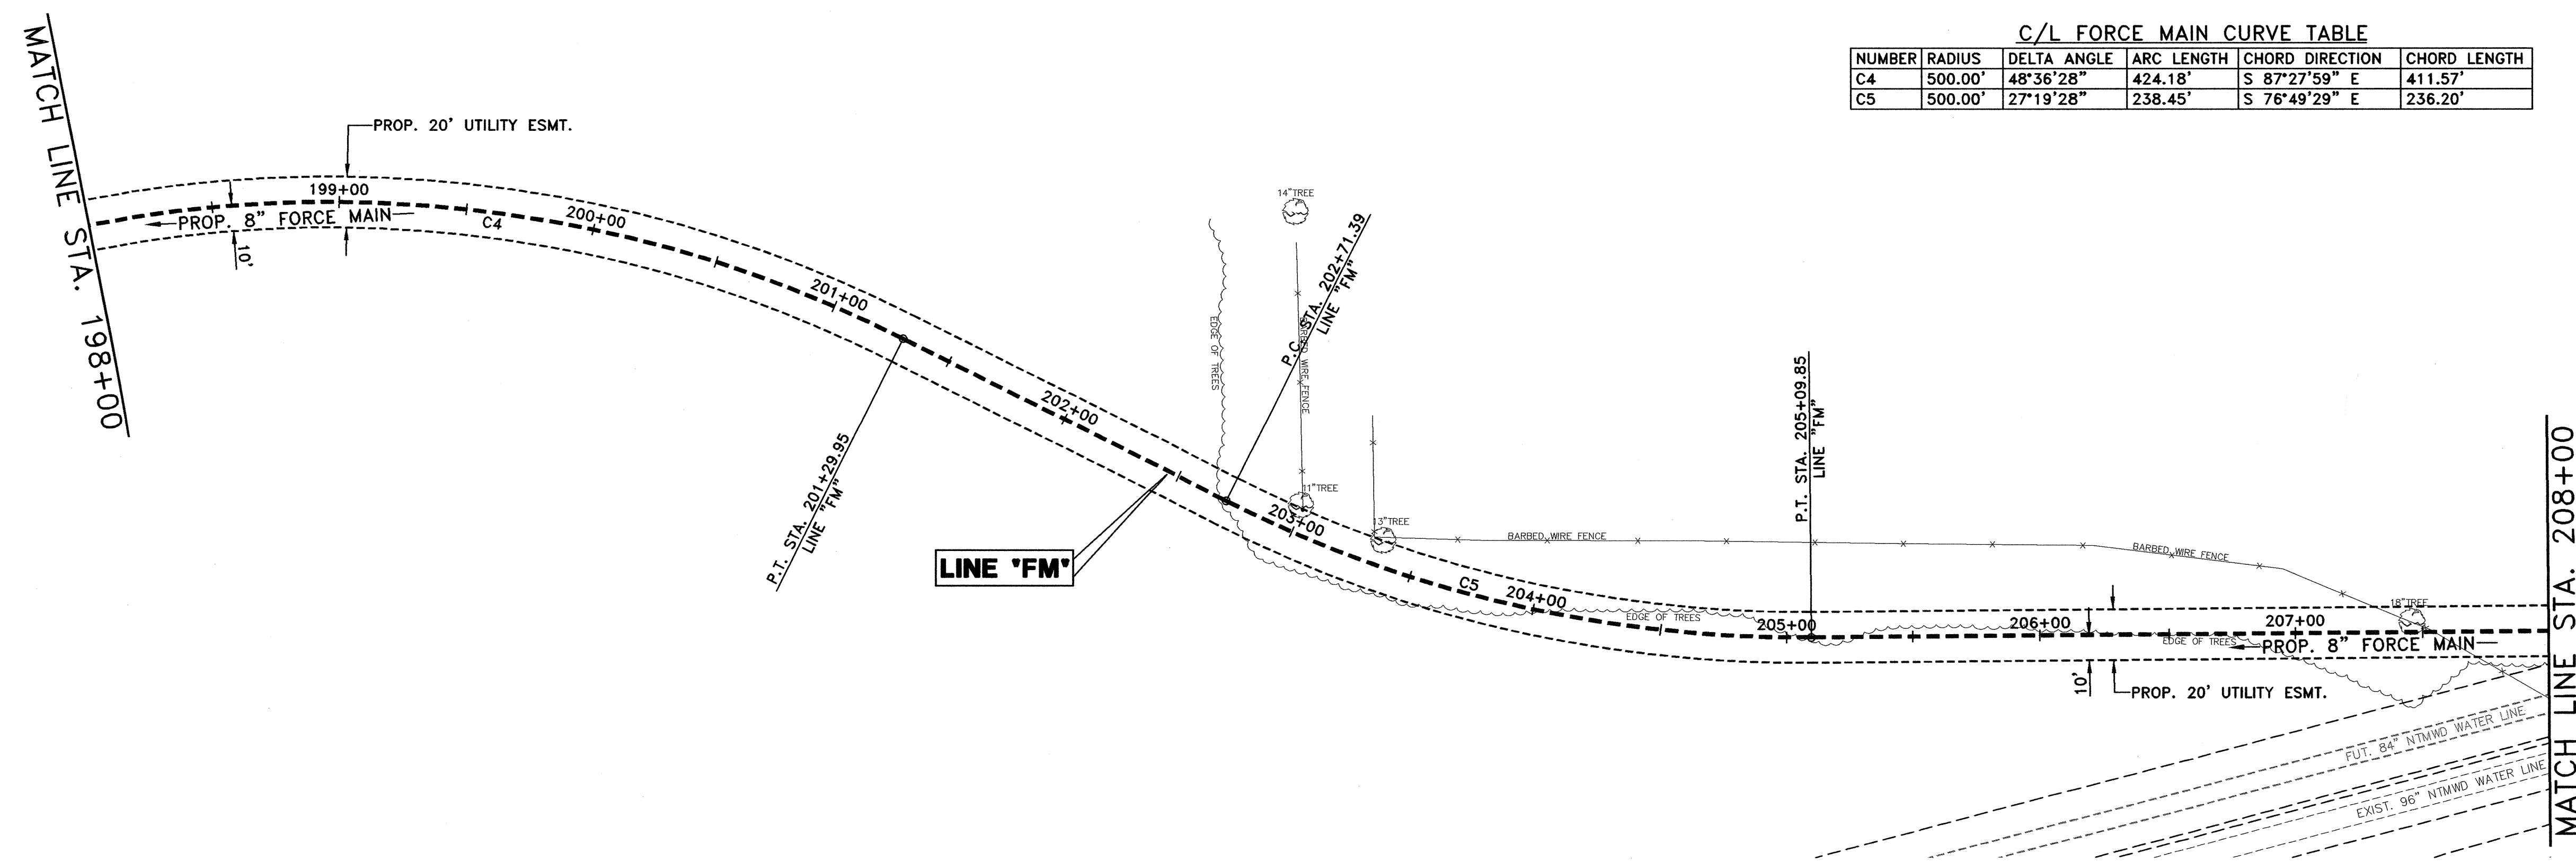 C/L FORCE MAIN CURVE TABLE
NUMBER RADIUS DELTA ANGLE ARC LENGTH CHORD DIRECTION CHORD LENGTH
C4 500.00' 48°36'28" 424.18' S 87°27'59" E 411.57'
C5 500.00' 27°19'28" 238.45' S 76°49'29" E 236.20'
MATCH LINE STA. 198+00
PROP. 20' UTILITY ESMT.
199+00
PROP. 8" FORCE MAIN
10'
C4
200+00
201+00
P.T. STA. 201+29.95
LINE "FM"
202+00
LINE "FM"
14"TREE
EDGE OF TREES
BARBED WIRE FENCE
P.C. STA. 202+71.39
LINE "FM"
11"TREE
203+00
13"TREE
BARBED WIRE FENCE
C5
204+00
EDGE OF TREES
P.T. STA. 205+09.85
LINE "FM"
205+00
206+00
BARBED WIRE FENCE
18"TREE
207+00
EDGE OF TREES
PROP. 8" FORCE MAIN
10'
PROP. 20' UTILITY ESMT.
FUT. 84" NTMWD WATER LINE
EXIST. 96" NTMWD WATER LINE
MATCH LINE STA. 208+00